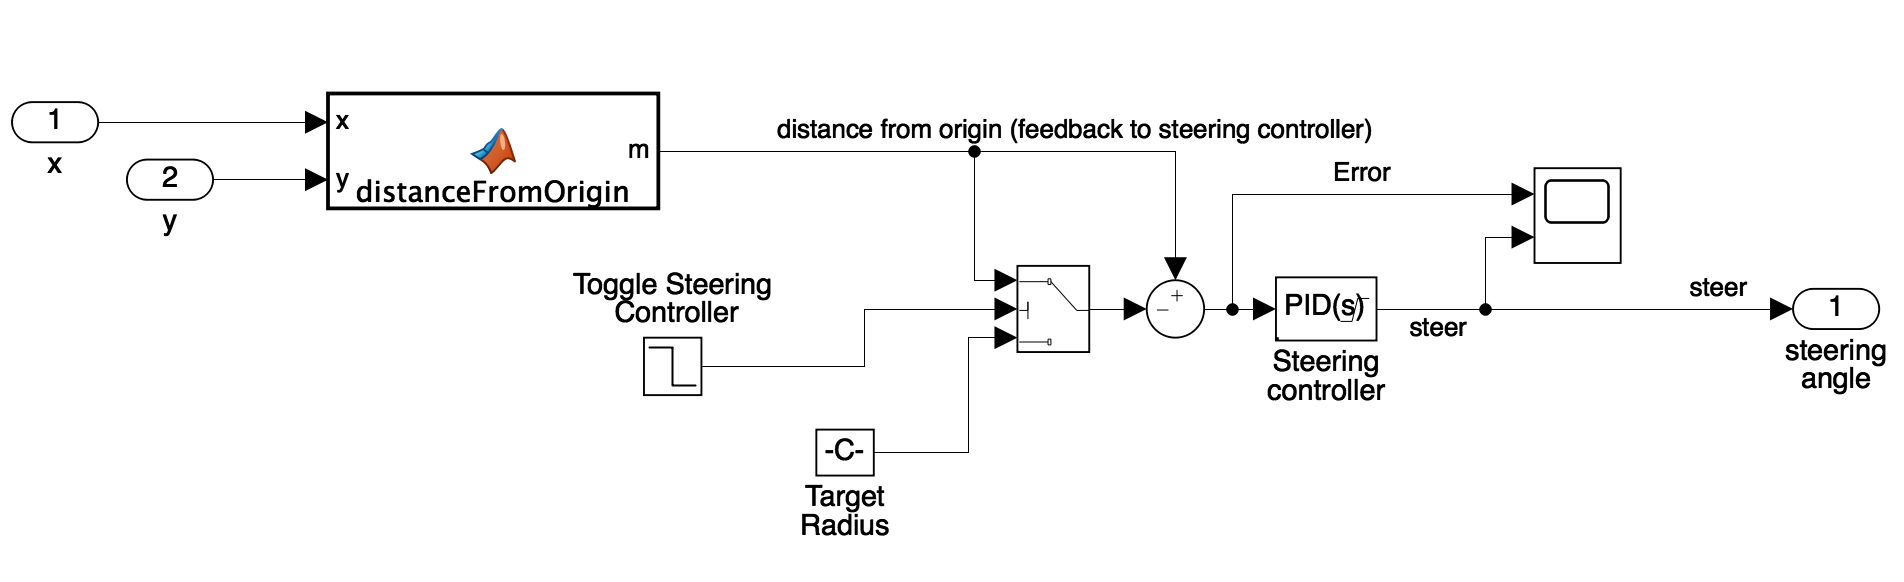 1
x
2
y
x
y
m
distanceFromOrigin
distance from origin (feedback to steering controller)
Error
Toggle Steering
Controller
-C-
Target
Radius
+
−
PID(s)
Steering
controller
steer
steer
1
steering
angle